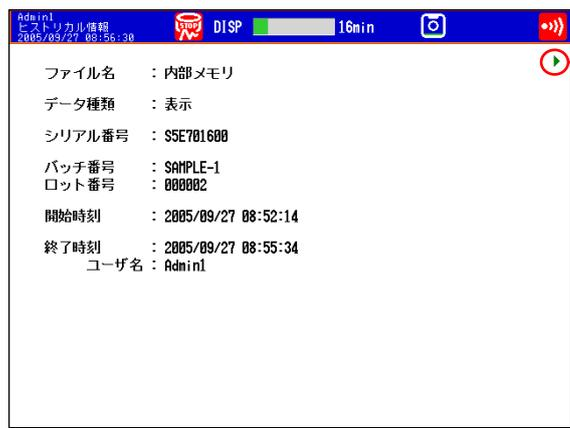 Admin1
ヒストリカル情報
2005/09/27 08:56:30
STOP
DISP
16min
ファイル名 : 内部メモリ
データ種類 : 表示
シリアル番号 : S5E701600
バッチ番号 : SAMPLE-1
ロット番号 : 000002
開始時刻 : 2005/09/27 08:52:14
終了時刻 : 2005/09/27 08:55:34
ユーザ名 : Admin1